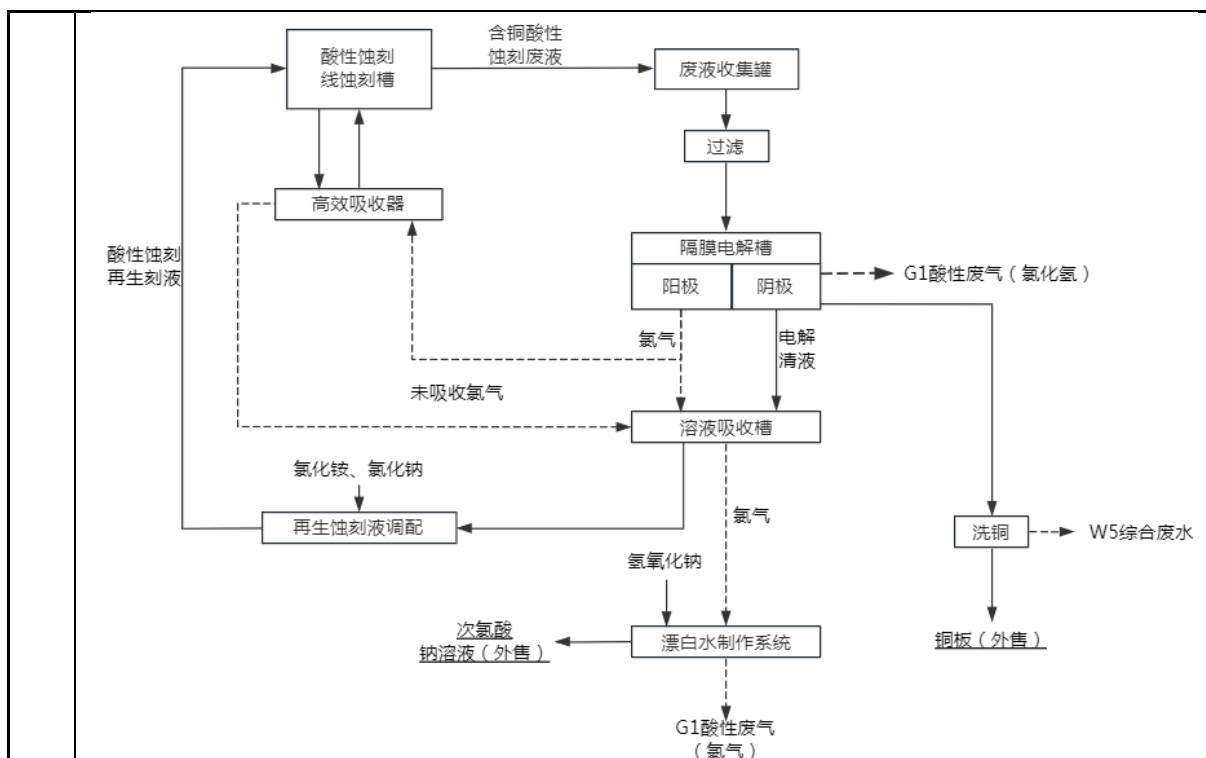 酸性蚀刻
线蚀刻槽
含铜酸性
蚀刻废液
废液收集罐
过滤
高效吸收器
酸性蚀刻
再生刻液
隔膜电解槽
阳极
阴极
G1酸性废气（氯化氢）
氯气
电解
清液
未吸收氯气
溶液吸收槽
氯化铵、氯化钠
再生蚀刻液调配
氯气
洗铜
W5综合废水
氢氧化钠
次氯酸
钠溶液（外售）
漂白水制作系统
铜板（外售）
G1酸性废气
（氯气）